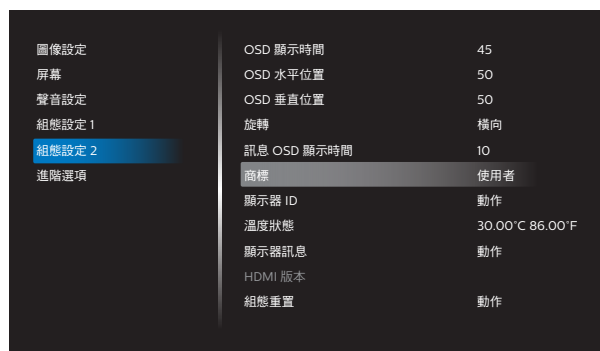 圖像設定
屏幕
聲音設定
組態設定 1
組態設定 2
進階選項
OSD 顯示時間 45
OSD 水平位置 50
OSD 垂直位置 50
旋轉 橫向
訊息 OSD 顯示時間 10
商標 使用者
顯示器 ID 動作
溫度狀態 30.00°C 86.00°F
顯示器訊息 動作
HDMI 版本
組態重置 動作